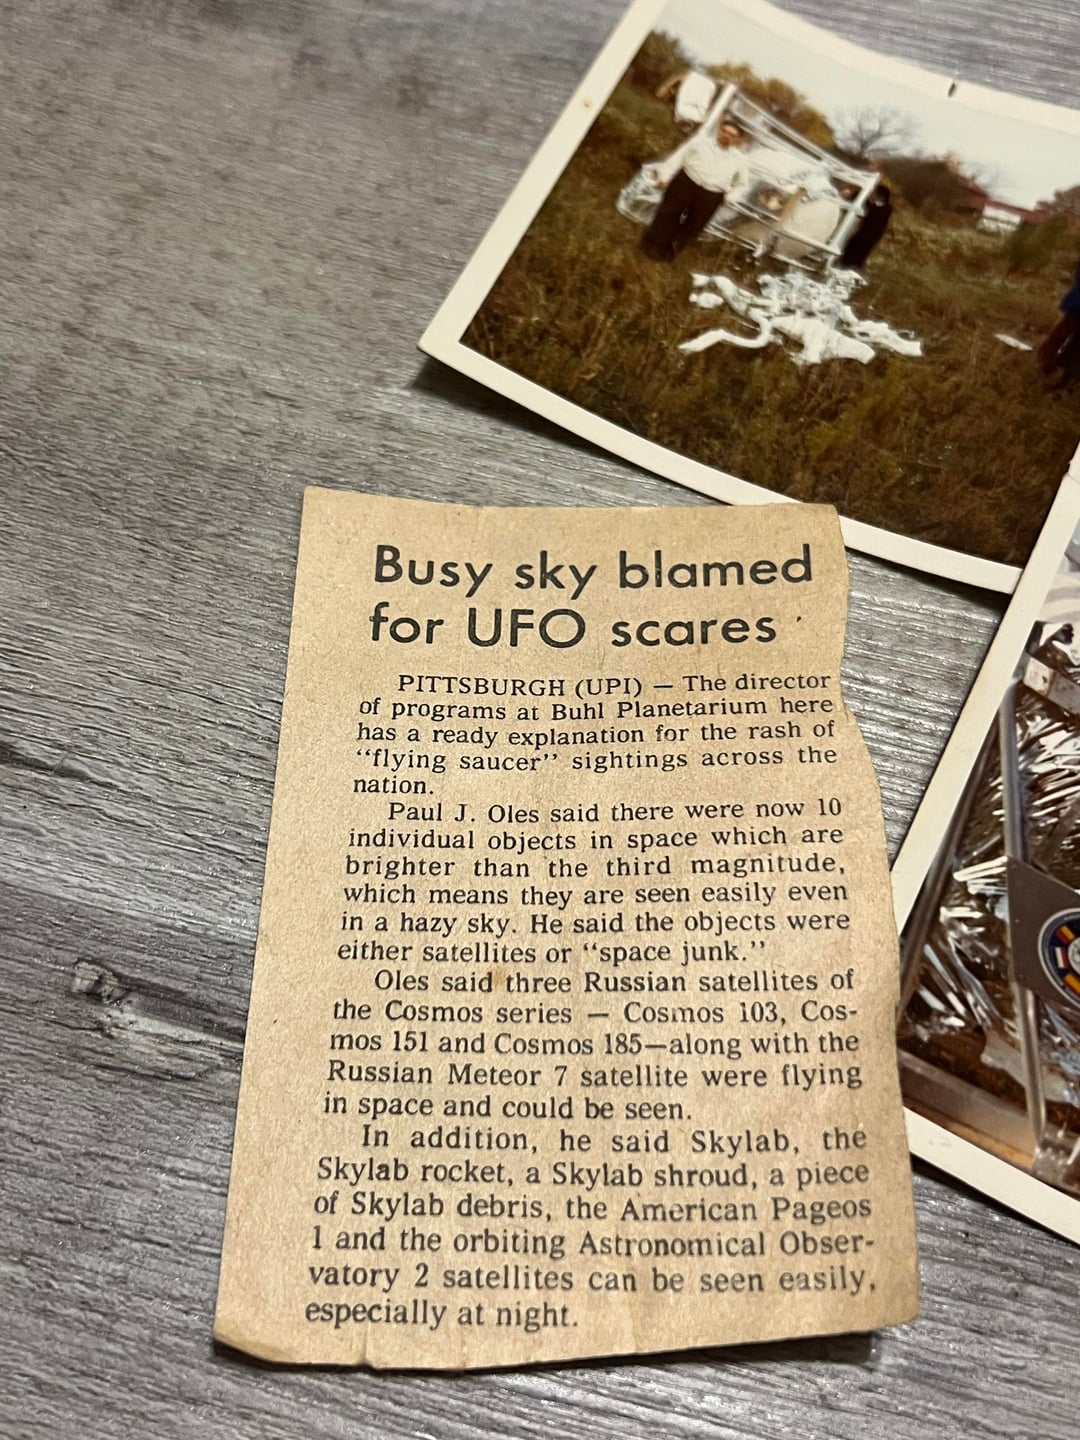 Busy sky blamed
for UFO scares
PITTSBURGH (UPI) — The director
of programs at Buhl Planetarium here
has a ready explanation for the rash of
“flying saucer” sightings across the
nation.
Paul J. Oles said there were now 10
individual objects in space which are
brighter than the third magnitude,
which means they are seen easily even
in a hazy sky. He said the objects were
either satellites or “space junk.”
Oles said three Russian satellites of
the Cosmos series — Cosmos 103, Cos-
mos 151 and Cosmos 185—along with the
Russian Meteor 7 satellite were flying
in space and could be seen.
In addition, he said Skylab, the
Skylab rocket, a Skylab shroud, a piece
of Skylab debris, the American Pageos
1 and the orbiting Astronomical Obser-
vatory 2 satellites can be seen easily,
especially at night.